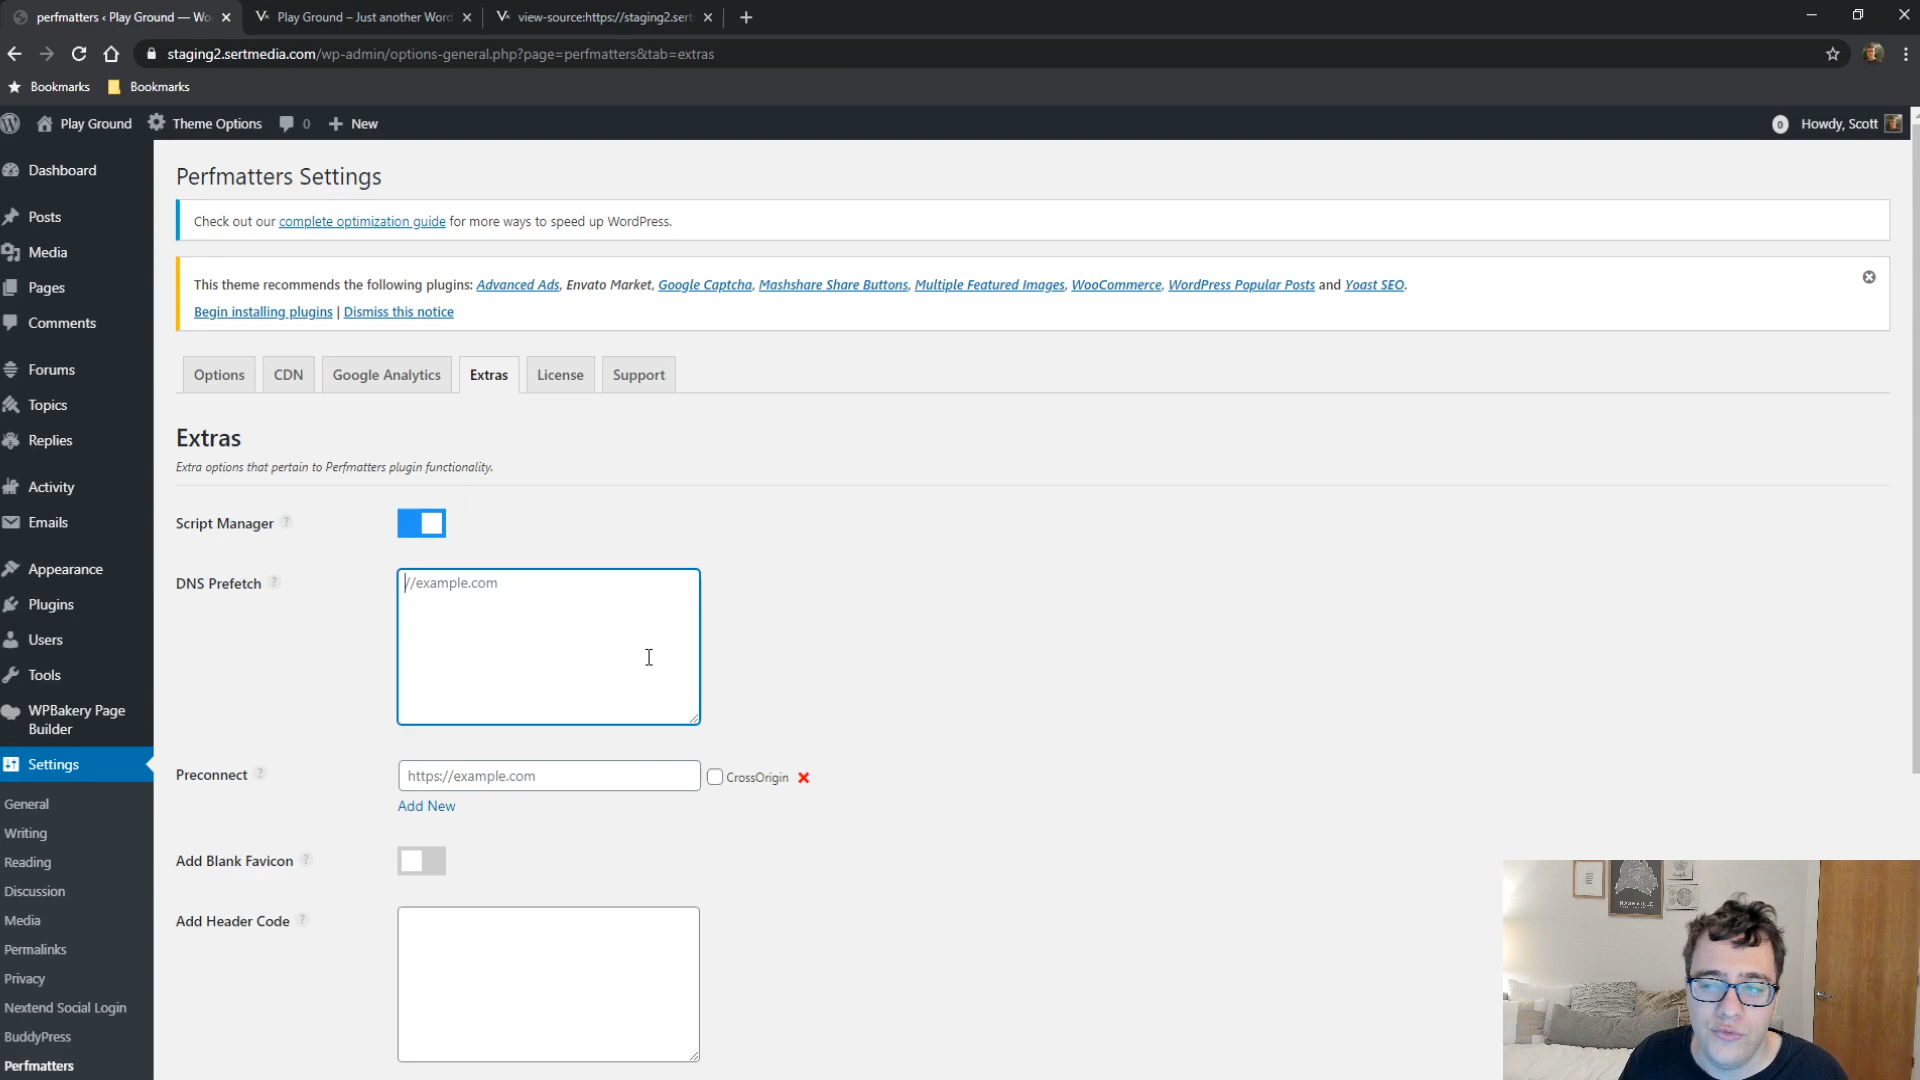 perfmatters ‹ Play Ground — Wo
Play Ground – Just another Word
view-source:https://staging2.sert
staging2.sertmedia.com/wp-admin/options-general.php?page=perfmatters&tab=extras
Bookmarks
Bookmarks
Play Ground
Theme Options
0
New
0
Howdy, Scott
Dashboard
Posts
Media
Pages
Comments
Forums
Topics
Replies
Activity
Emails
Appearance
Plugins
Users
Tools
WPBakery Page
Builder
Settings
General
Writing
Reading
Discussion
Media
Permalinks
Privacy
Nextend Social Login
BuddyPress
Perfmatters
Perfmatters Settings
Check out our complete optimization guide for more ways to speed up WordPress.
This theme recommends the following plugins: Advanced Ads, Envato Market, Google Captcha, Mashshare Share Buttons, Multiple Featured Images, WooCommerce, WordPress Popular Posts and Yoast SEO.
Begin installing plugins | Dismiss this notice
Options
CDN
Google Analytics
Extras
License
Support
Extras
Extra options that pertain to Perfmatters plugin functionality.
Script Manager ?
DNS Prefetch ?
//example.com
Preconnect ?
https://example.com
CrossOrigin
Add New
Add Blank Favicon ?
Add Header Code ?
NASHVILLE